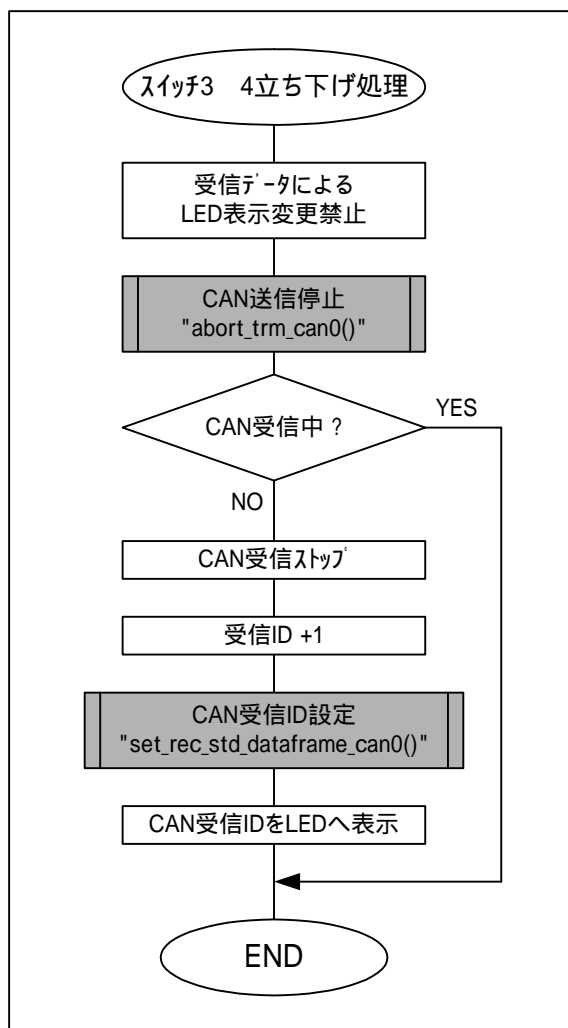 ｽｲｯﾁ3　4立ち下げ処理
受信ﾃﾞｰﾀによる
LED表示変更禁止
CAN送信停止
"abort_trm_can0()"
CAN受信中？
YES
NO
CAN受信ｽﾄｯﾌﾟ
受信ID +1
CAN受信ID設定
"set_rec_std_dataframe_can0()"
CAN受信IDをLEDへ表示
END